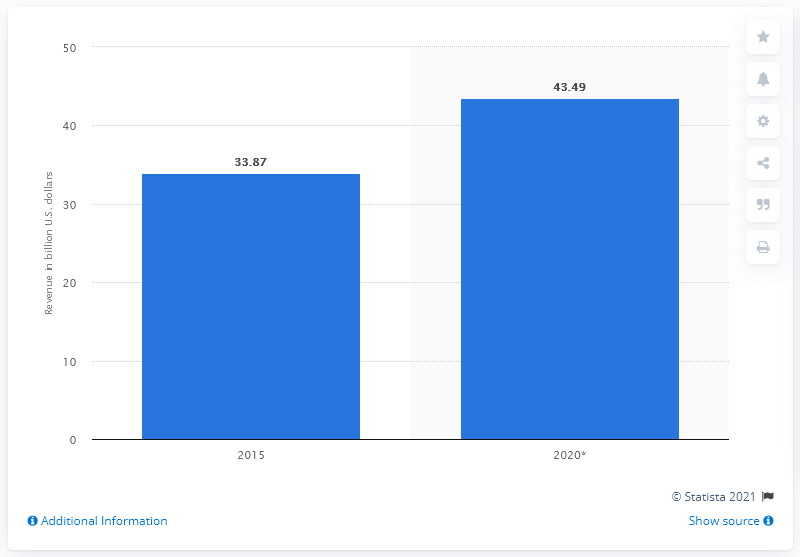 50
43.49
40
33.87
30
Revenue in billion U.S. dollars
20
10
0
2015
2020*
© Statista 2021
Additional Information
Show source